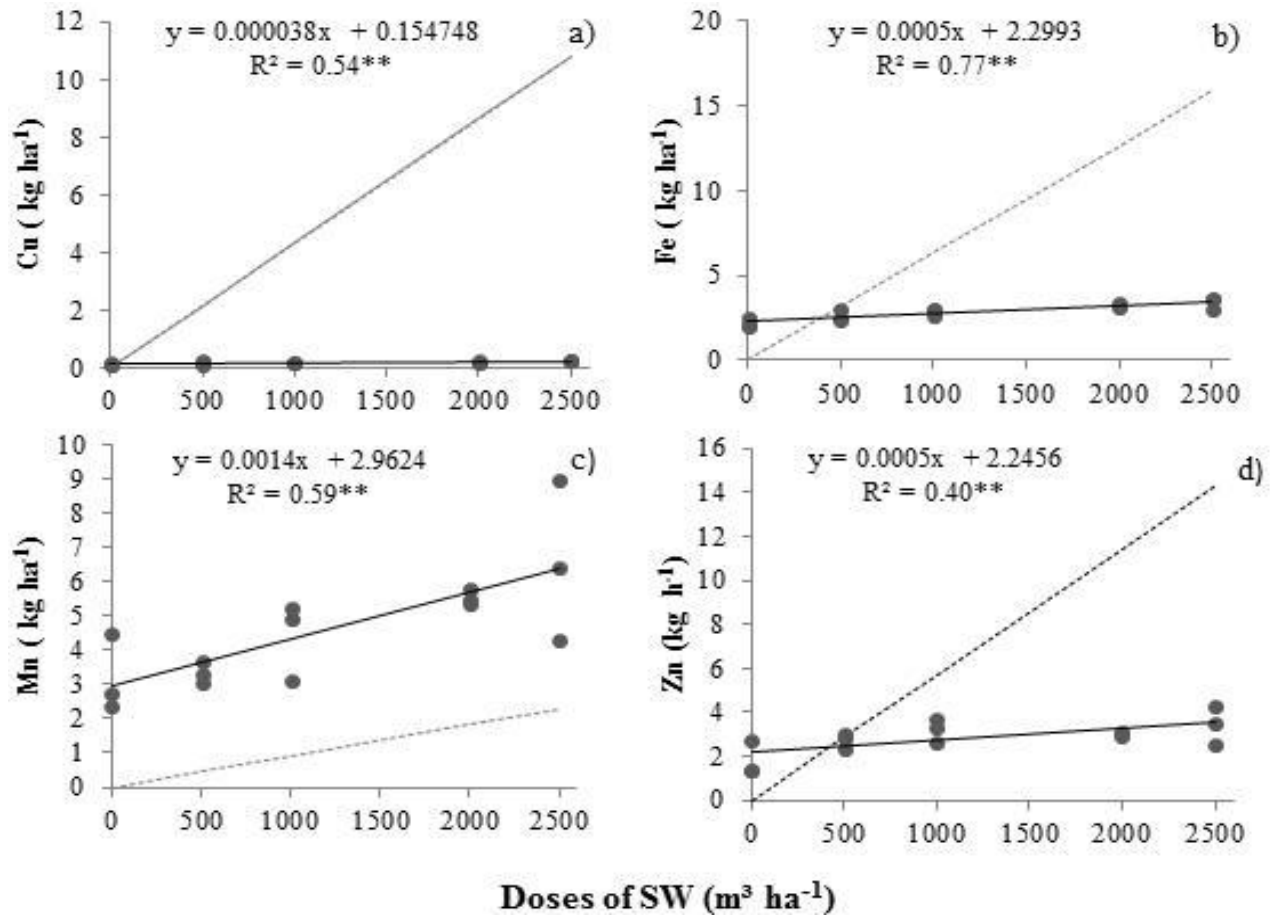 y = 0.000038x + 0.154748
R² = 0.54**
a)
Cu ( kg ha⁻¹)
12
10
8
6
4
2
0
0 500 1000 1500 2000 2500
y = 0.0005x + 2.2993
R² = 0.77**
b)
Fe ( kg ha⁻¹)
20
15
10
5
0
0 500 1000 1500 2000 2500
y = 0.0014x + 2.9624
R² = 0.59**
c)
Mn ( kg ha⁻¹)
10
9
8
7
6
5
4
3
2
1
0
0 500 1000 1500 2000 2500
y = 0.0005x + 2.2456
R² = 0.40**
d)
Zn (kg h⁻¹)
16
14
12
10
8
6
4
2
0
0 500 1000 1500 2000 2500
Doses of SW (m³ ha⁻¹)